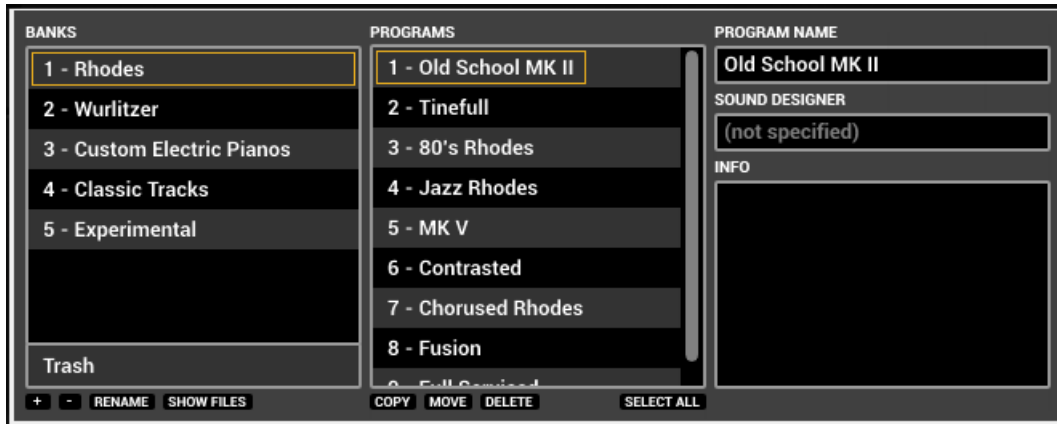 BANKS
1 - Rhodes
2 - Wurlitzer
3 - Custom Electric Pianos
4 - Classic Tracks
5 - Experimental
Trash
+ - RENAME SHOW FILES
PROGRAMS
1 - Old School MK II
2 - Tinefull
3 - 80's Rhodes
4 - Jazz Rhodes
5 - MK V
6 - Contrasted
7 - Chorused Rhodes
8 - Fusion
9 - Full Serviced
COPY MOVE DELETE SELECT ALL
PROGRAM NAME
Old School MK II
SOUND DESIGNER
(not specified)
INFO